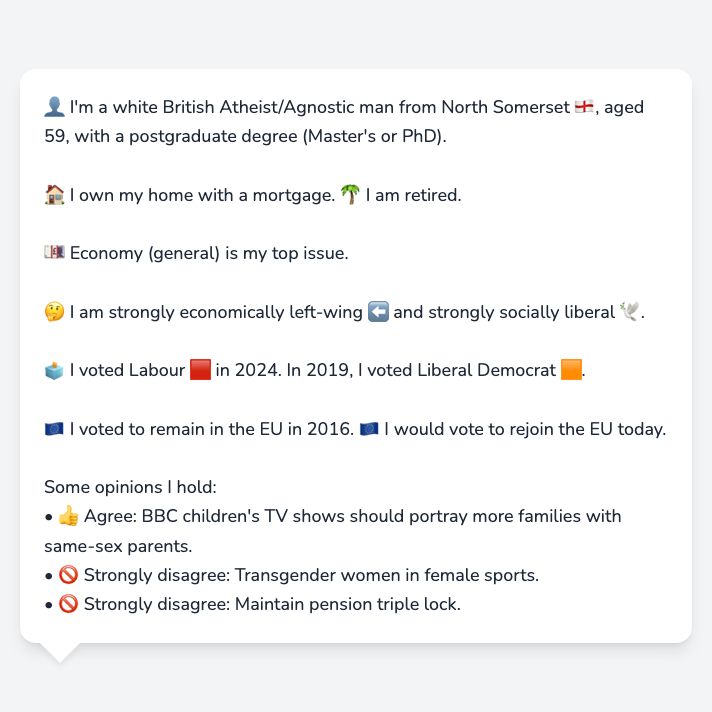 👤 I'm a white British Atheist/Agnostic man from North Somerset 🏴󠁧󠁢󠁥󠁮󠁧󠁿, aged
59, with a postgraduate degree (Master's or PhD).
🏠 I own my home with a mortgage. 🌴 I am retired.
💷 Economy (general) is my top issue.
🤔 I am strongly economically left-wing ⬅️ and strongly socially liberal 🕊️.
🗳️ I voted Labour 🟥 in 2024. In 2019, I voted Liberal Democrat 🟧.
🇪🇺 I voted to remain in the EU in 2016. 🇪🇺 I would vote to rejoin the EU today.
Some opinions I hold:
• 👍 Agree: BBC children's TV shows should portray more families with
same-sex parents.
• 🚫 Strongly disagree: Transgender women in female sports.
• 🚫 Strongly disagree: Maintain pension triple lock.